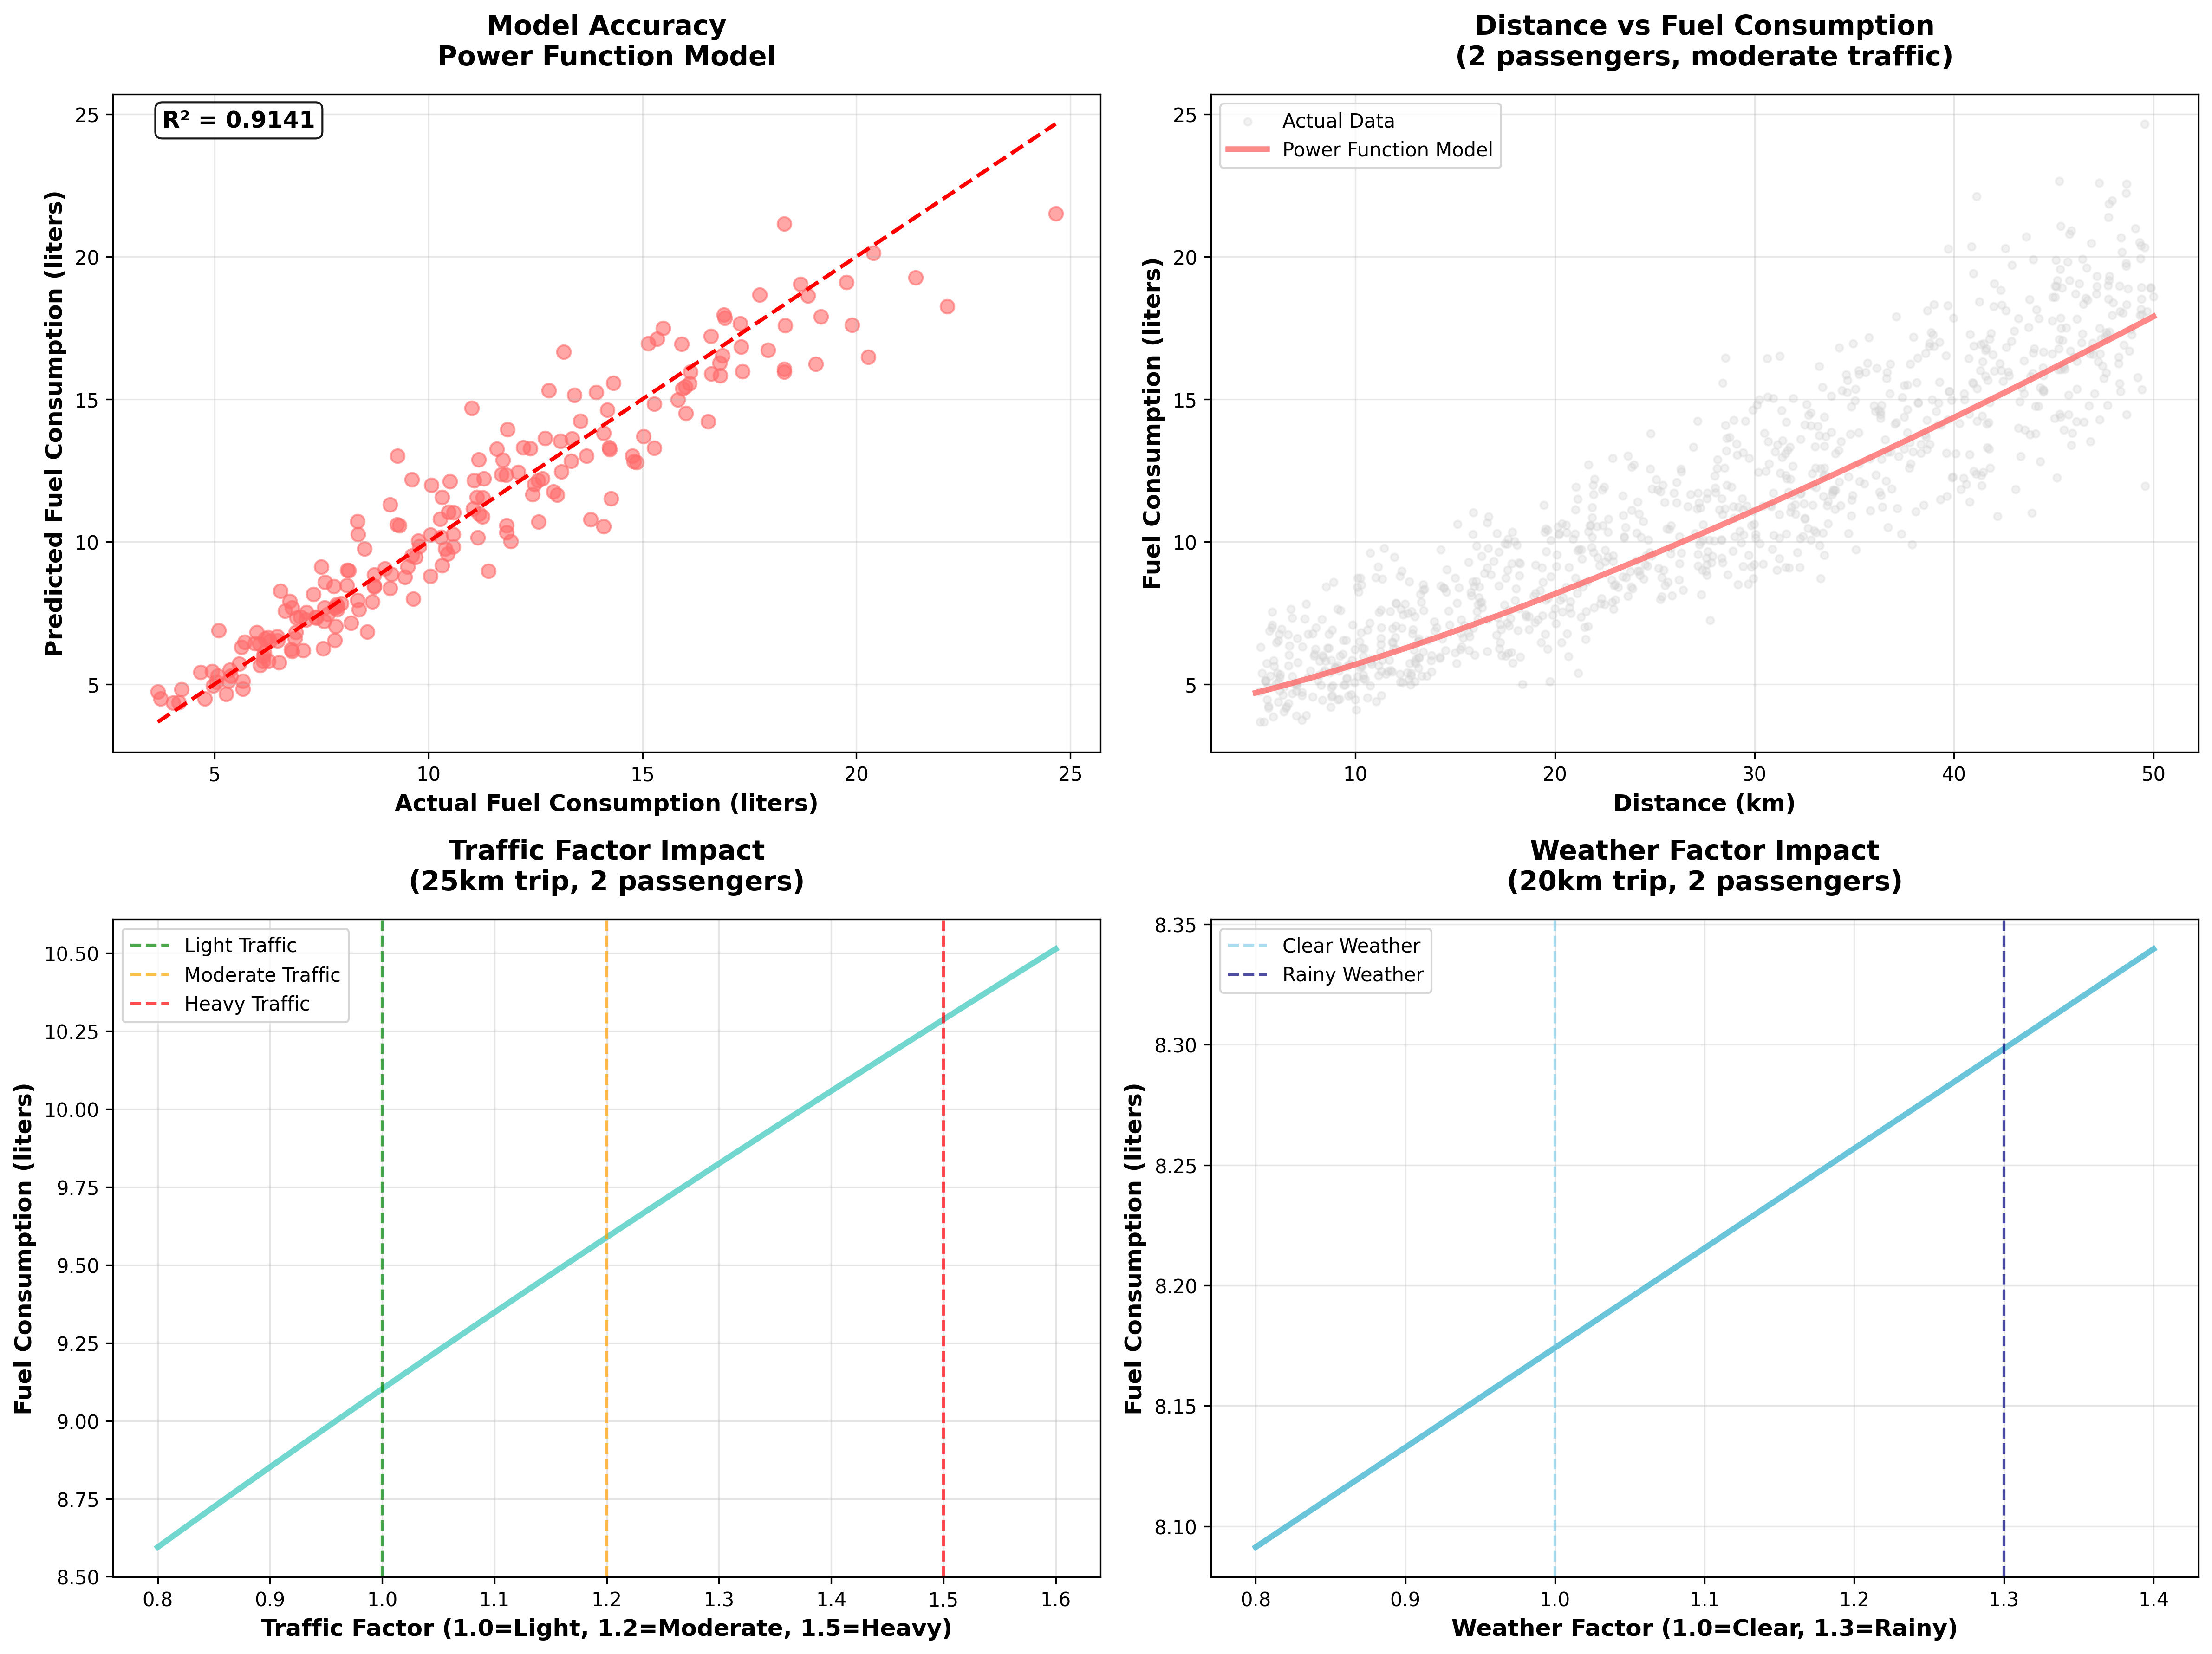 Model Accuracy
Power Function Model
R² = 0.9141
25
20
15
10
5
5
10
15
20
25
Predicted Fuel Consumption (liters)
Actual Fuel Consumption (liters)
Distance vs Fuel Consumption
(2 passengers, moderate traffic)
Actual Data
Power Function Model
25
20
15
10
5
10
20
30
40
50
Fuel Consumption (liters)
Distance (km)
Traffic Factor Impact
(25km trip, 2 passengers)
Light Traffic
Moderate Traffic
Heavy Traffic
10.50
10.25
10.00
9.75
9.50
9.25
9.00
8.75
8.50
0.8
0.9
1.0
1.1
1.2
1.3
1.4
1.5
1.6
Fuel Consumption (liters)
Traffic Factor (1.0=Light, 1.2=Moderate, 1.5=Heavy)
Weather Factor Impact
(20km trip, 2 passengers)
Clear Weather
Rainy Weather
8.35
8.30
8.25
8.20
8.15
8.10
0.8
0.9
1.0
1.1
1.2
1.3
1.4
Fuel Consumption (liters)
Weather Factor (1.0=Clear, 1.3=Rainy)